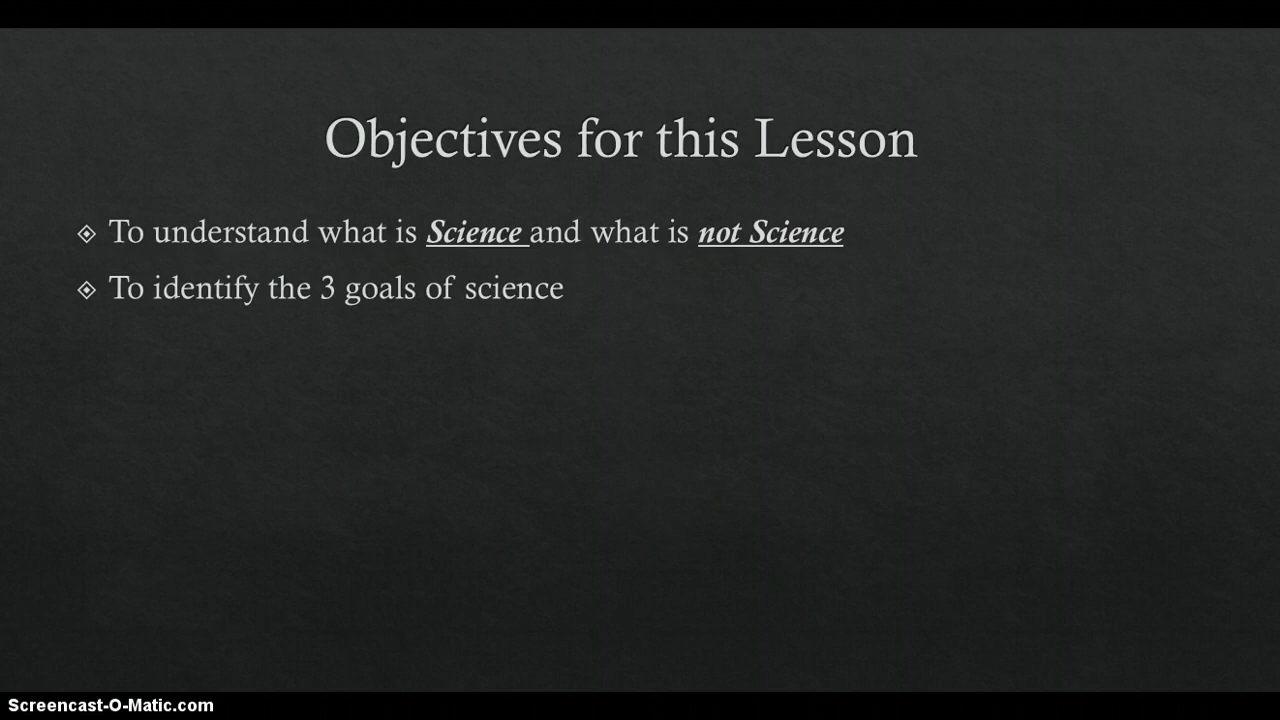 Objectives for this Lesson
To understand what is Science and what is not Science
To identify the 3 goals of science
Screencast-O-Matic.com